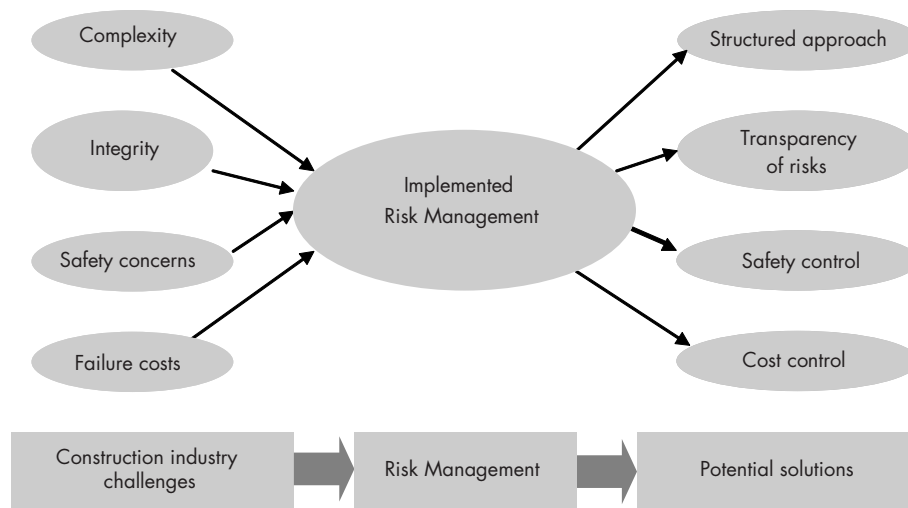 Complexity
Structured approach
Integrity
Transparency
of risks
Implemented
Risk Management
Safety concerns
Safety control
Failure costs
Cost control
Construction industry
challenges
Risk Management
Potential solutions